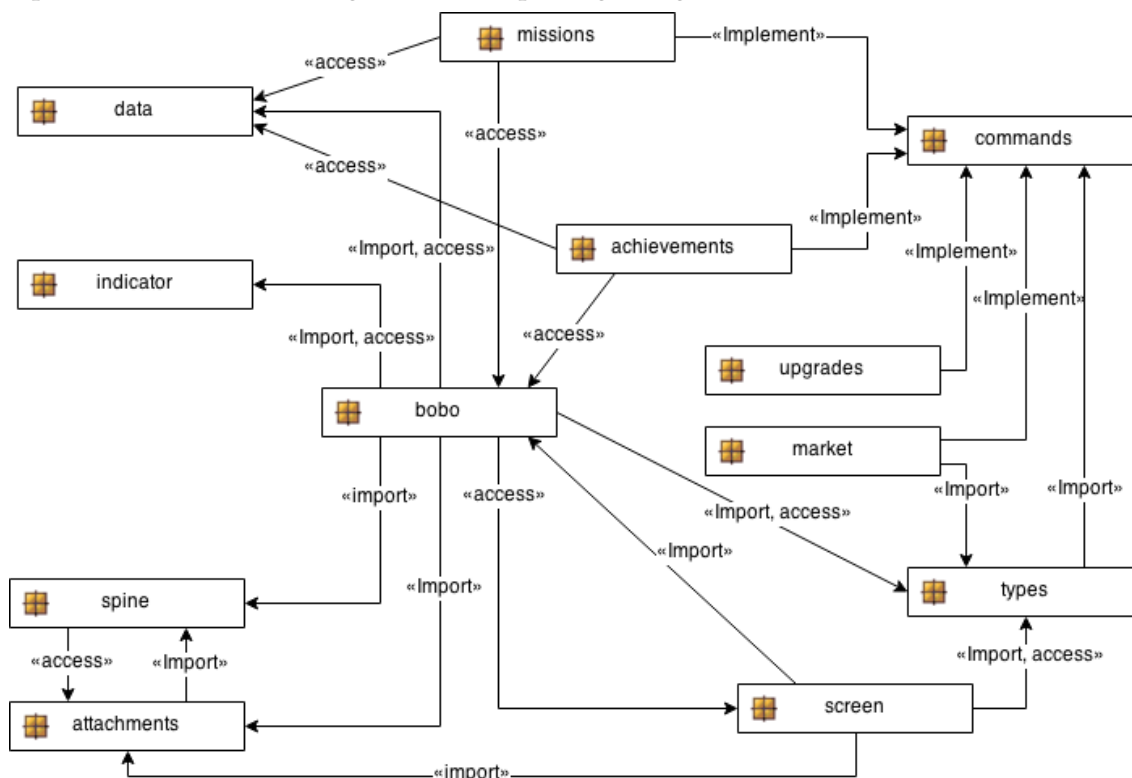 missions
«Implement»
«access»
data
«access»
commands
«access»
«Implement»
achievements
«Import, access»
«Implement»
indicator
«Implement»
«Import, access»
«access»
upgrades
bobo
market
«import»
«access»
«Import»
«Import»
«Import, access»
«Import»
«Import»
spine
types
«access»
«Import»
«Import, access»
screen
attachments
«import»